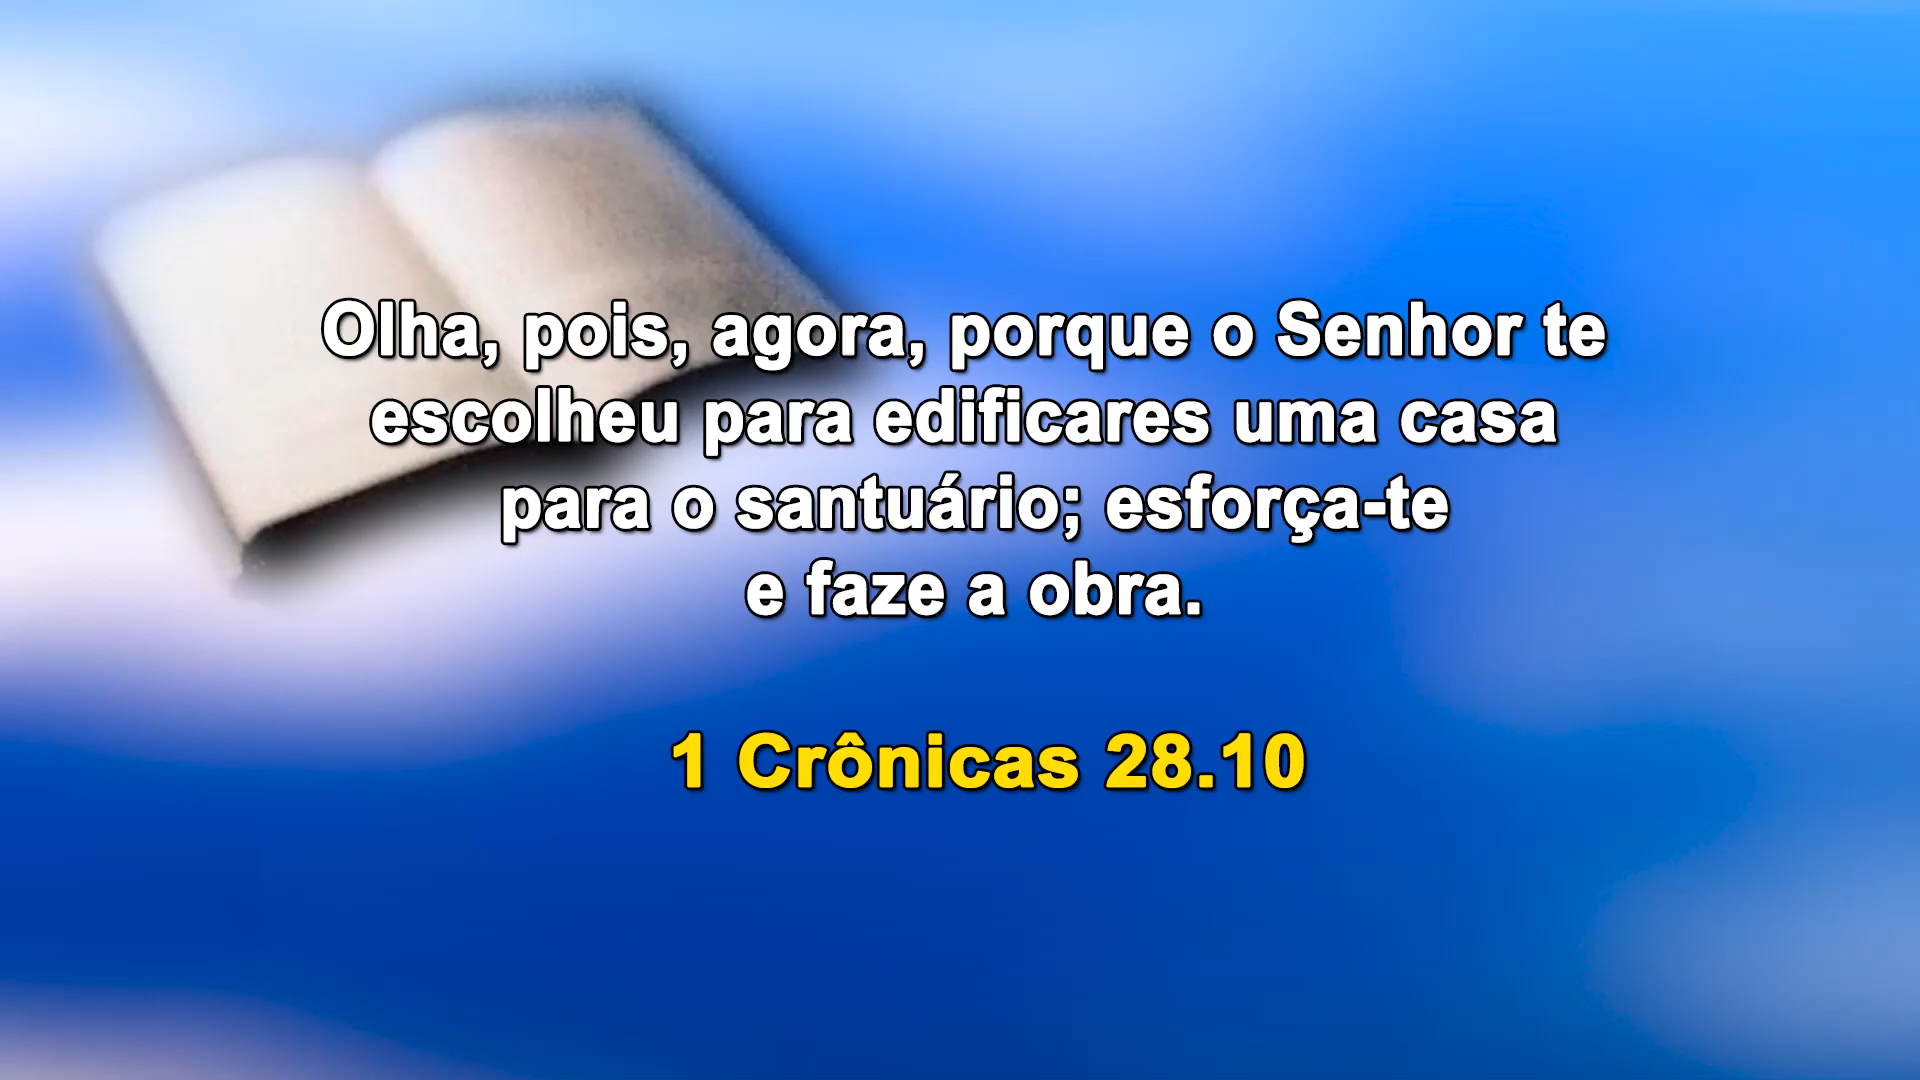 Olha, pois, agora, porque o Senhor te
escolheu para edificares uma casa
para o santuário; esforça-te
e faze a obra.
1 Crônicas 28.10